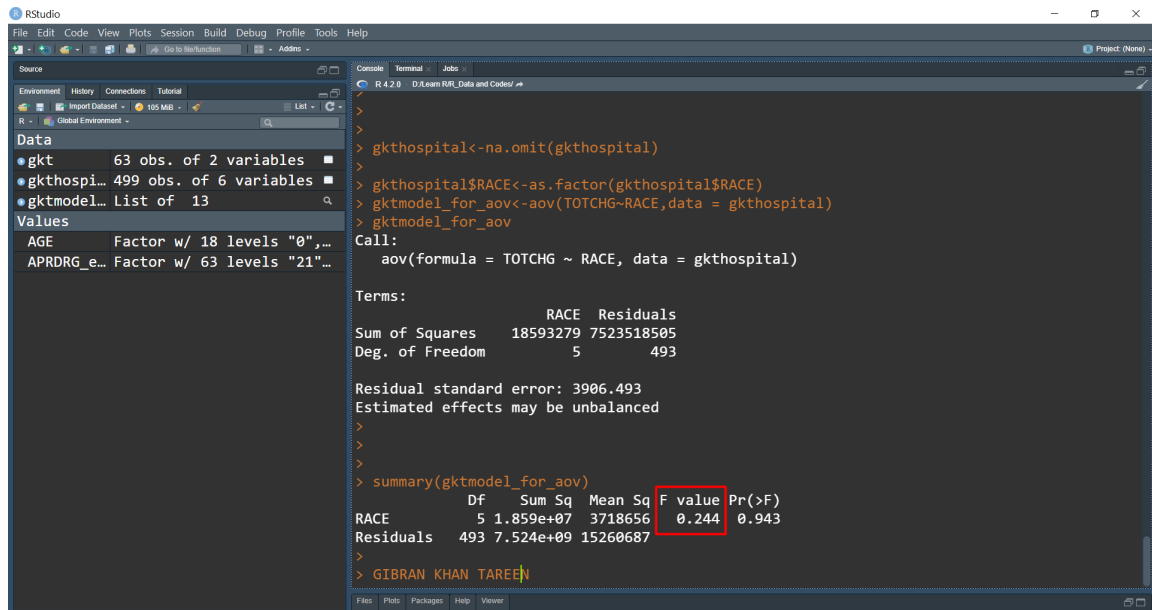 RStudio
File Edit Code View Plots Session Build Debug Profile Tools Help
Go to file/function Addins
Project: (None)
Source
Environment History Connections Tutorial
Import Dataset 105 MiB List
R Global Environment
Data
gkt 63 obs. of 2 variables
gkthospi… 499 obs. of 6 variables
gktmodel… List of 13
Values
AGE Factor w/ 18 levels "0",…
APRDRG_e… Factor w/ 63 levels "21"…
Console Terminal Jobs
R 4.2.0 D:/Learn R/R_Data and Codes/
>
>
>
> gkthospital<-na.omit(gkthospital)
>
> gkthospital$RACE<-as.factor(gkthospital$RACE)
> gktmodel_for_aov<-aov(TOTCHG~RACE,data = gkthospital)
> gktmodel_for_aov
Call:
aov(formula = TOTCHG ~ RACE, data = gkthospital)
Terms:
RACE Residuals
Sum of Squares 18593279 7523518505
Deg. of Freedom 5 493
Residual standard error: 3906.493
Estimated effects may be unbalanced
>
>
>
> summary(gktmodel_for_aov)
Df Sum Sq Mean Sq F value Pr(>F)
RACE 5 1.859e+07 3718656 0.244 0.943
Residuals 493 7.524e+09 15260687
>
> GIBRAN KHAN TAREEN
Files Plots Packages Help Viewer